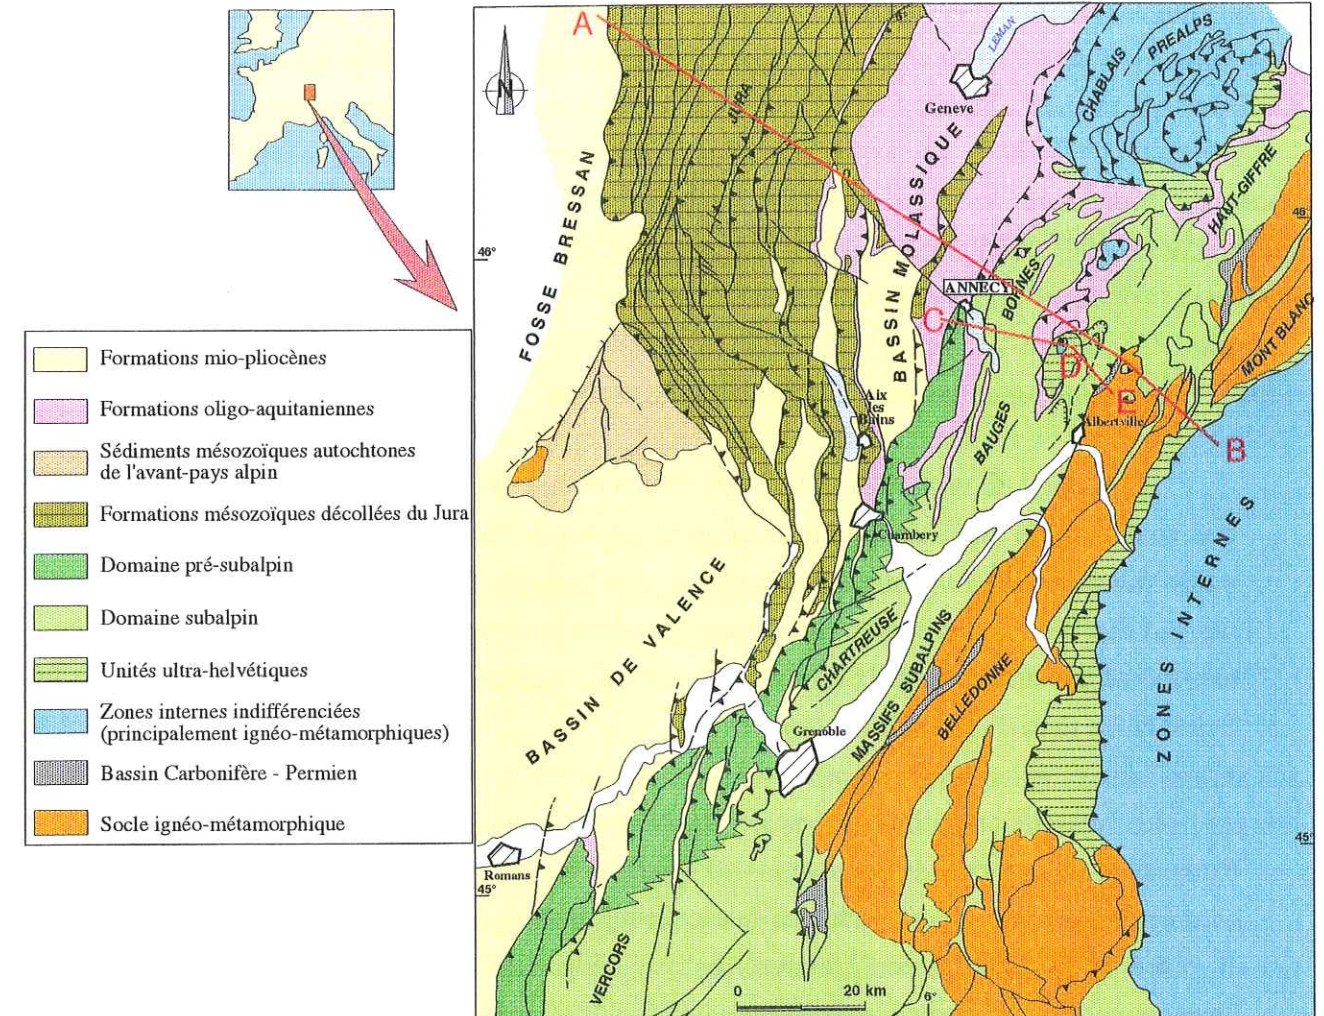 N
Formations mio-pliocènes
Formations oligo-aquitaniennes
Sédiments mésozoïques autochtones
de l'avant-pays alpin
Formations mésozoïques décollées du Jura
Domaine pré-subalpin
Domaine subalpin
Unités ultra-helvétiques
Zones internes indifférenciées
(principalement ignéo-métamorphiques)
Bassin Carbonifère - Permien
Socle ignéo-métamorphique
A
6°
LEMAN
PREALPS
CHABLAIS
Geneve
JURA
FOSSE BRESSAN
BASSIN MOLASSIQUE
HAUT-GIFFRE
46°
46°
ANNECY
BORNES
C
D
E
B
MONT BLANC
Aix
les
Bains
Albertville
BAUGES
Chambery
ZONES INTERNES
BASSIN DE VALENCE
CHARTREUSE
MASSIFS SUBALPINS
BELLEDONNE
Grenoble
45°
Romans
45°
VERCORS
0 20 km
6°